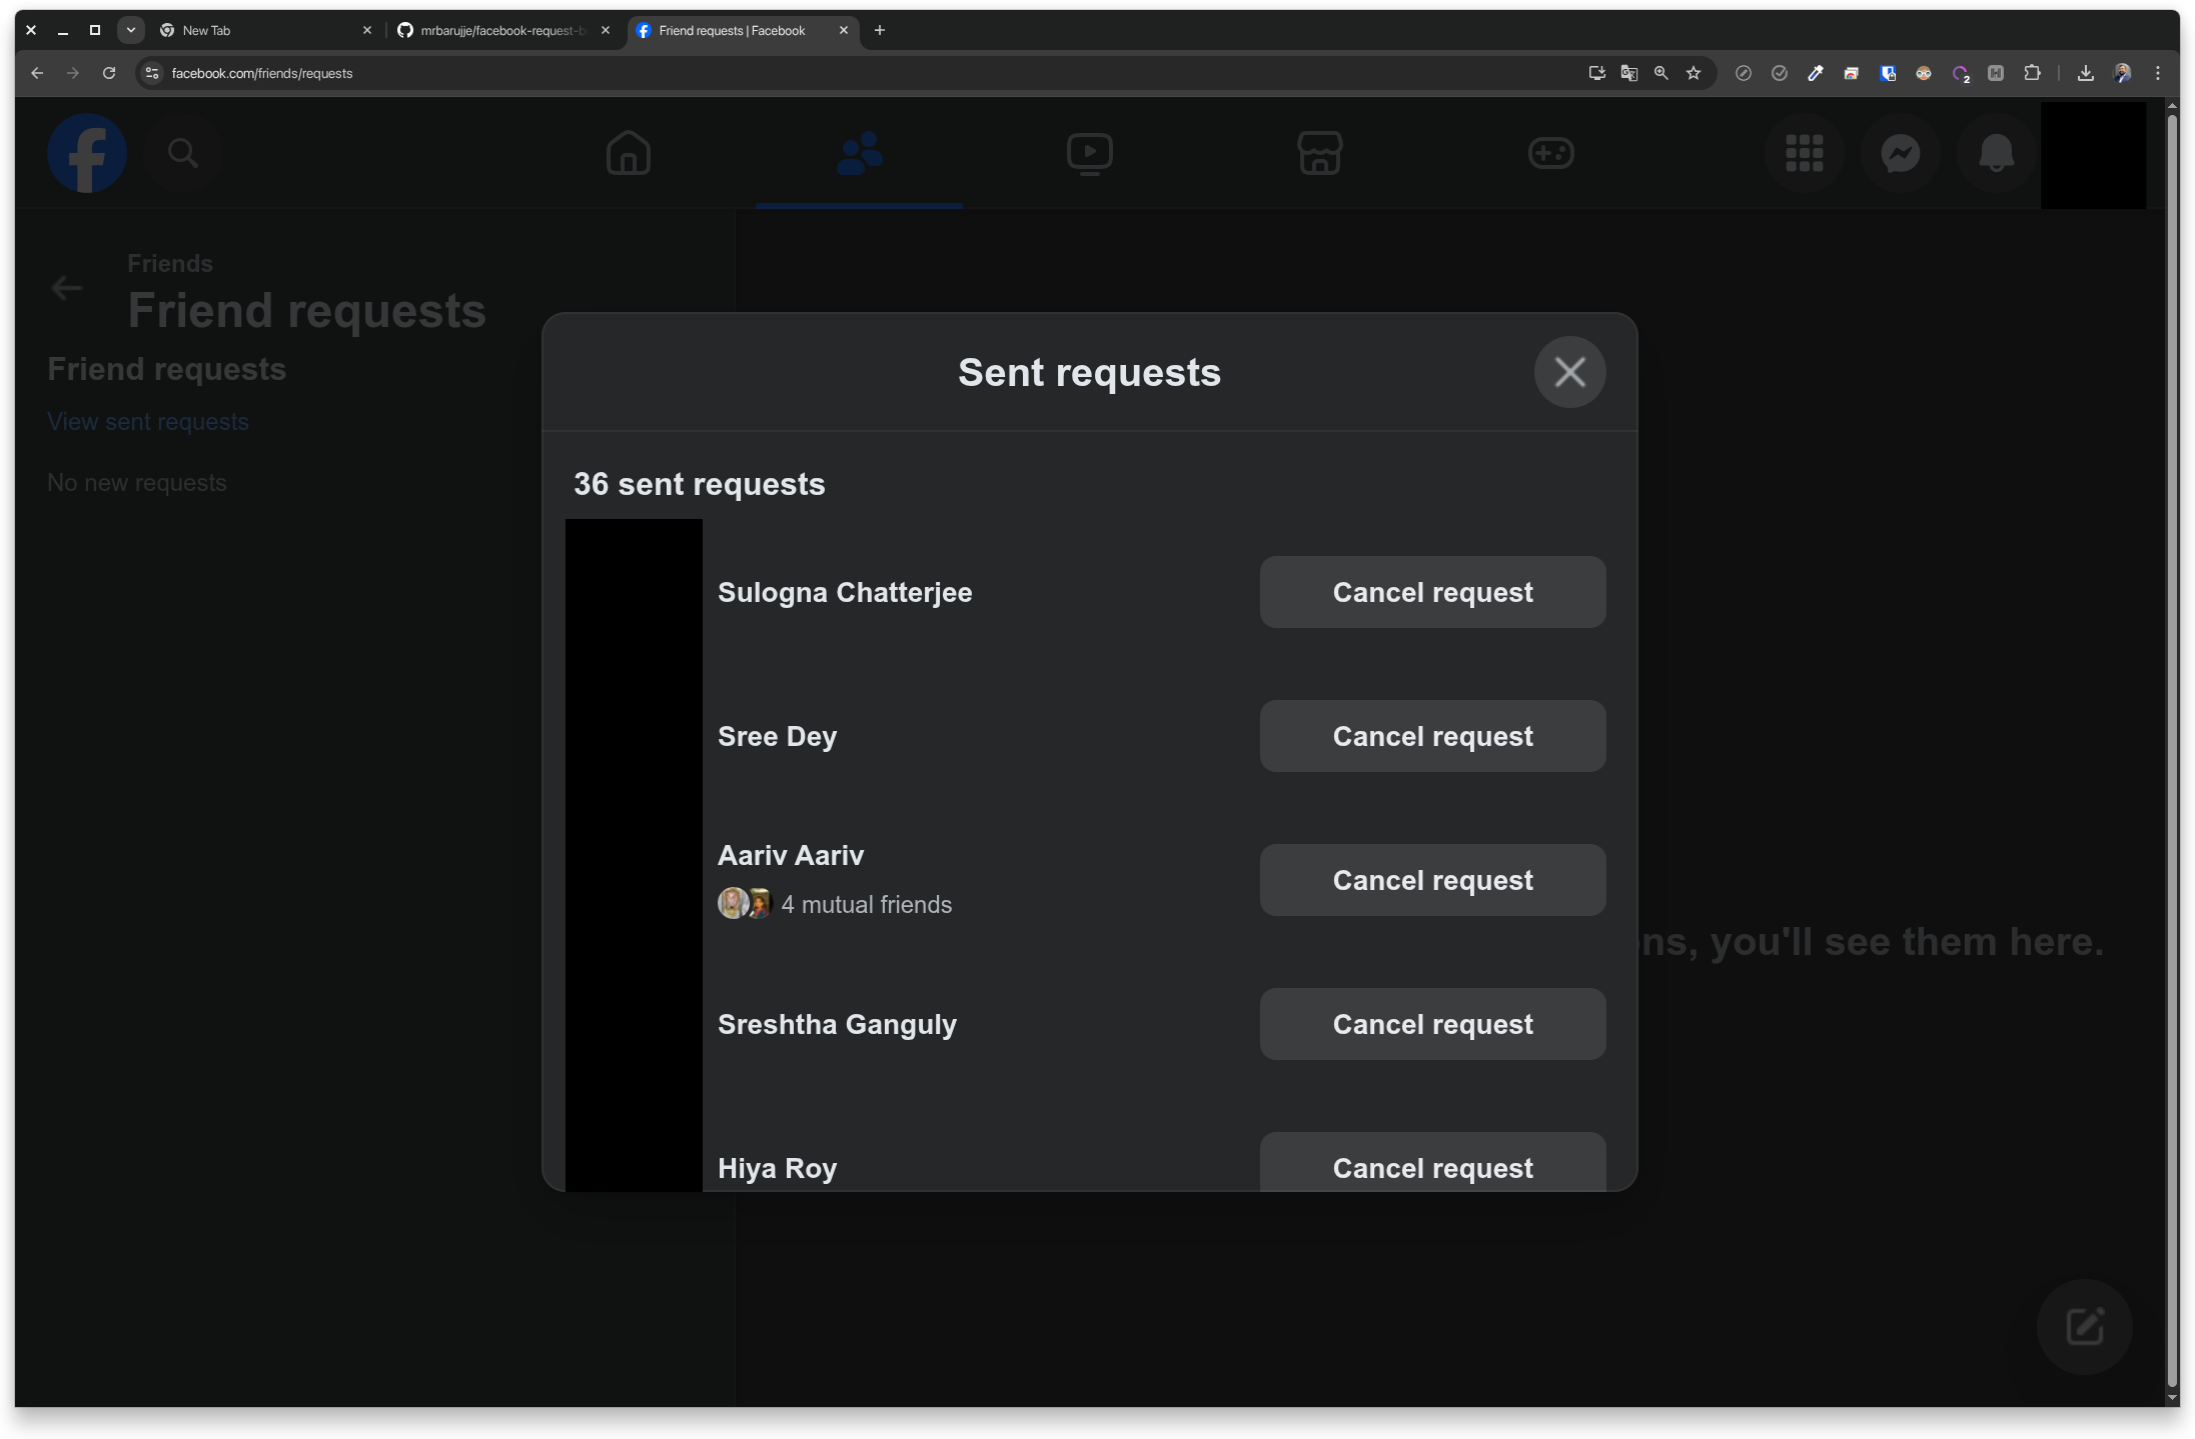 New Tab
mrbarujje/facebook-request-b
Friend requests | Facebook
facebook.com/friends/requests
2
Friends
Friend requests
Friend requests
View sent requests
No new requests
Sent requests
36 sent requests
Sulogna Chatterjee
Cancel request
Sree Dey
Cancel request
Aariv Aariv
4 mutual friends
Cancel request
ns, you'll see them here.
Sreshtha Ganguly
Cancel request
Hiya Roy
Cancel request